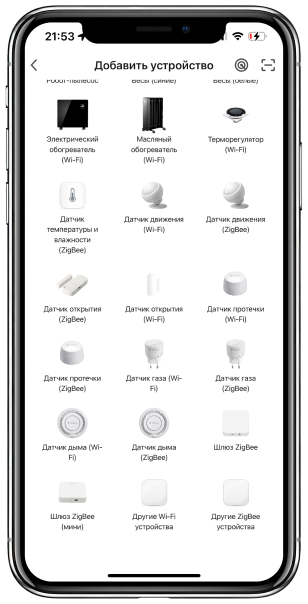 21:53
Добавить устройство
Робот-пылесос Весы (синие) Весы (белые)
Электрический Масляный Терморегулятор
обогреватель обогреватель (Wi-Fi)
(Wi-Fi) (Wi-Fi)
Датчик Датчик движения Датчик движения
температуры и (Wi-Fi) (ZigBee)
влажности
(ZigBee)
Датчик открытия Датчик открытия Датчик протечки
(ZigBee) (Wi-Fi) (Wi-Fi)
Датчик протечки Датчик газа (Wi- Датчик газа
(ZigBee) Fi) (ZigBee)
Датчик дыма (Wi- Датчик дыма Шлюз ZigBee
Fi) (ZigBee)
Шлюз ZigBee Другие Wi-Fi Другие ZigBee
(мини) устройства устройства